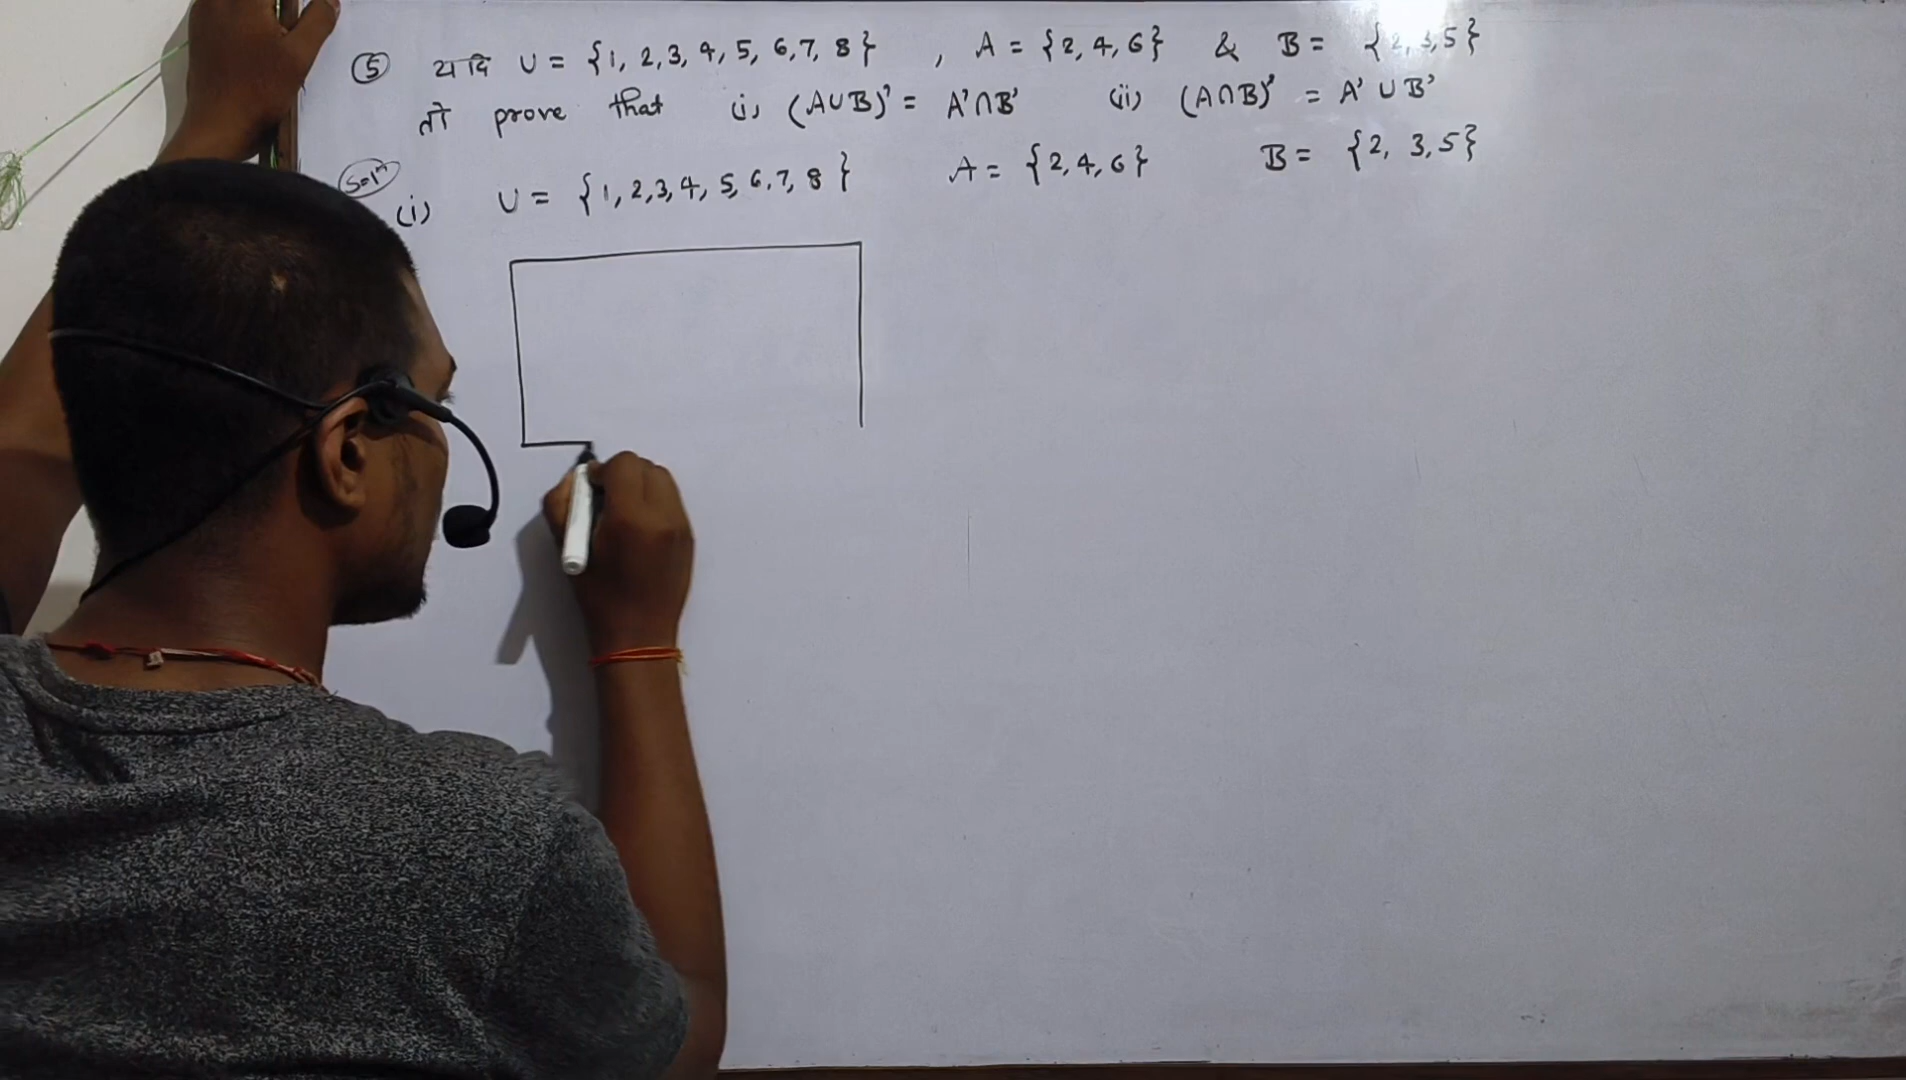 ⑤ यदि U = {1, 2, 3, 4, 5, 6, 7, 8} , A = {2, 4, 6} & B = {2, 3, 5}
तो prove that (i) (A∪B)' = A'∩B' (ii) (A∩B)' = A' ∪ B'
Solⁿ
(i) U = {1, 2, 3, 4, 5, 6, 7, 8} A = {2, 4, 6} B = {2, 3, 5}